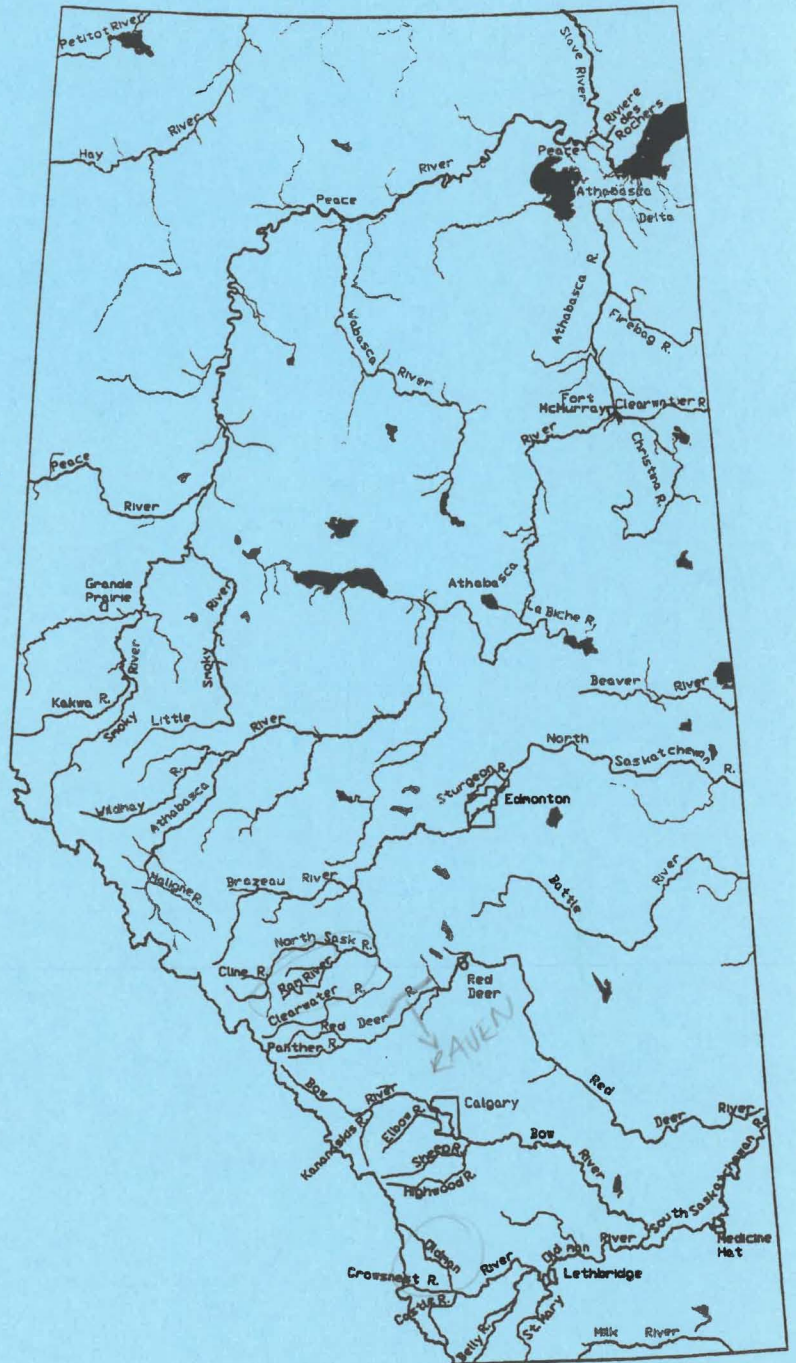 Petitot River
Slave River
Riviere
des
Rochers
Hay
River
Peace
River
Peace
Athabasca
Delta
Peace
Athabasca R.
Wabasca
River
Firebag R.
Fort
McMurray
Clearwater R
River
Christina R.
Peace
River
Grande
Prairie
Athabasca
La Biche R.
River
Smoky
River
Smoky
Kakwa R.
Little
River
Beaver
River
North
Saskatchewan
R.
Wildhay
R.
Athabasca
Sturgeon R.
Edmonton
Maligne R.
Brazeau
River
Battle
River
North Sask R.
Cline R.
Ram River
Clearwater
R.
Red
Deer
Red
Deer
R.
Panther R.
RAVEN
Bow
River
Calgary
Red
Deer
River
Elbow R.
Kananaskis R.
Sheep R.
Highwood R.
Bow
River
South Saskatchewan R.
Medicine
Hat
Oldman
River
Oldman
River
Lethbridge
Crowsnest R.
Castle R.
Belly R.
St. Mary
Milk
River